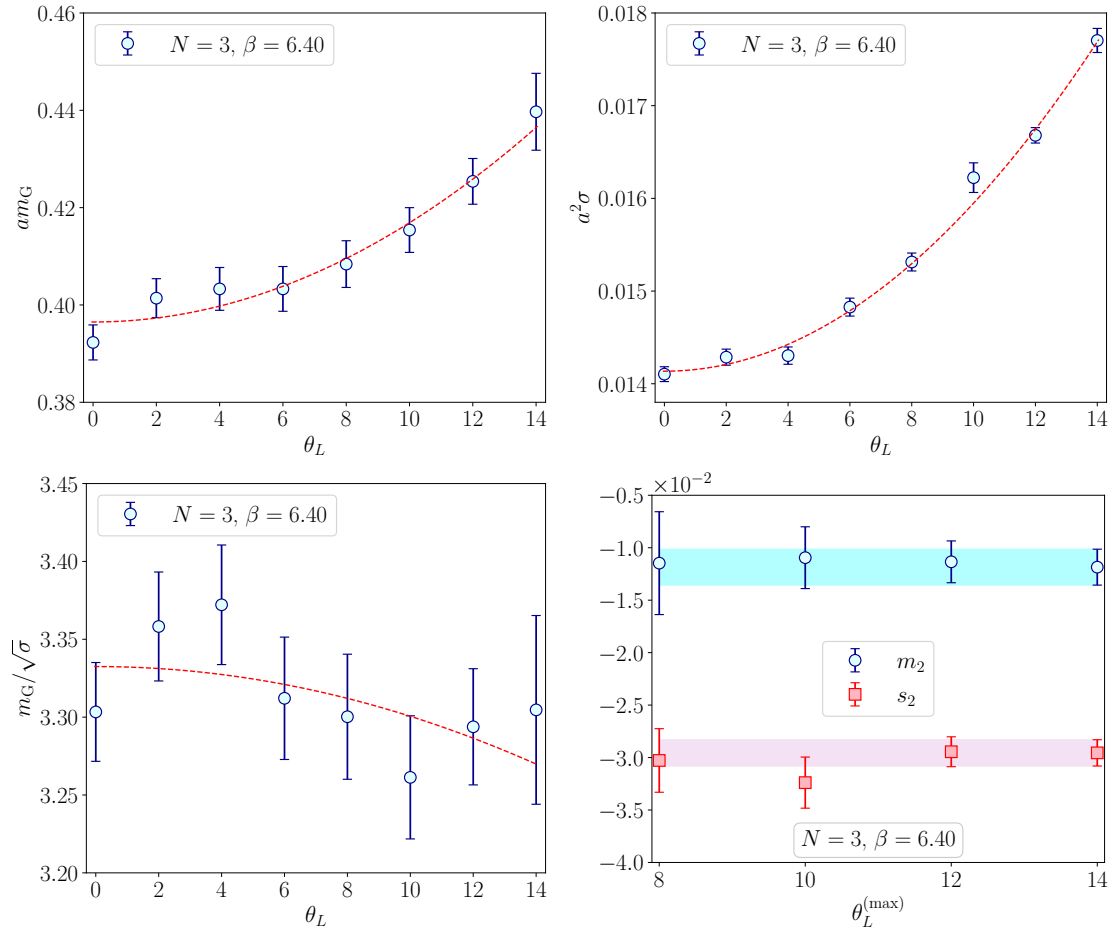 0.46
0.44
0.42
0.40
0.38
am_G
N = 3, β = 6.40
0 2 4 6 8 10 12 14
θ_L
0.018
0.017
0.016
0.015
0.014
a²σ
N = 3, β = 6.40
0 2 4 6 8 10 12 14
θ_L
3.45
3.40
3.35
3.30
3.25
3.20
m_G/√σ
N = 3, β = 6.40
0 2 4 6 8 10 12 14
θ_L
×10⁻²
−0.5
−1.0
−1.5
−2.0
−2.5
−3.0
−3.5
−4.0
m₂
s₂
N = 3, β = 6.40
8 10 12 14
θ_L^(max)